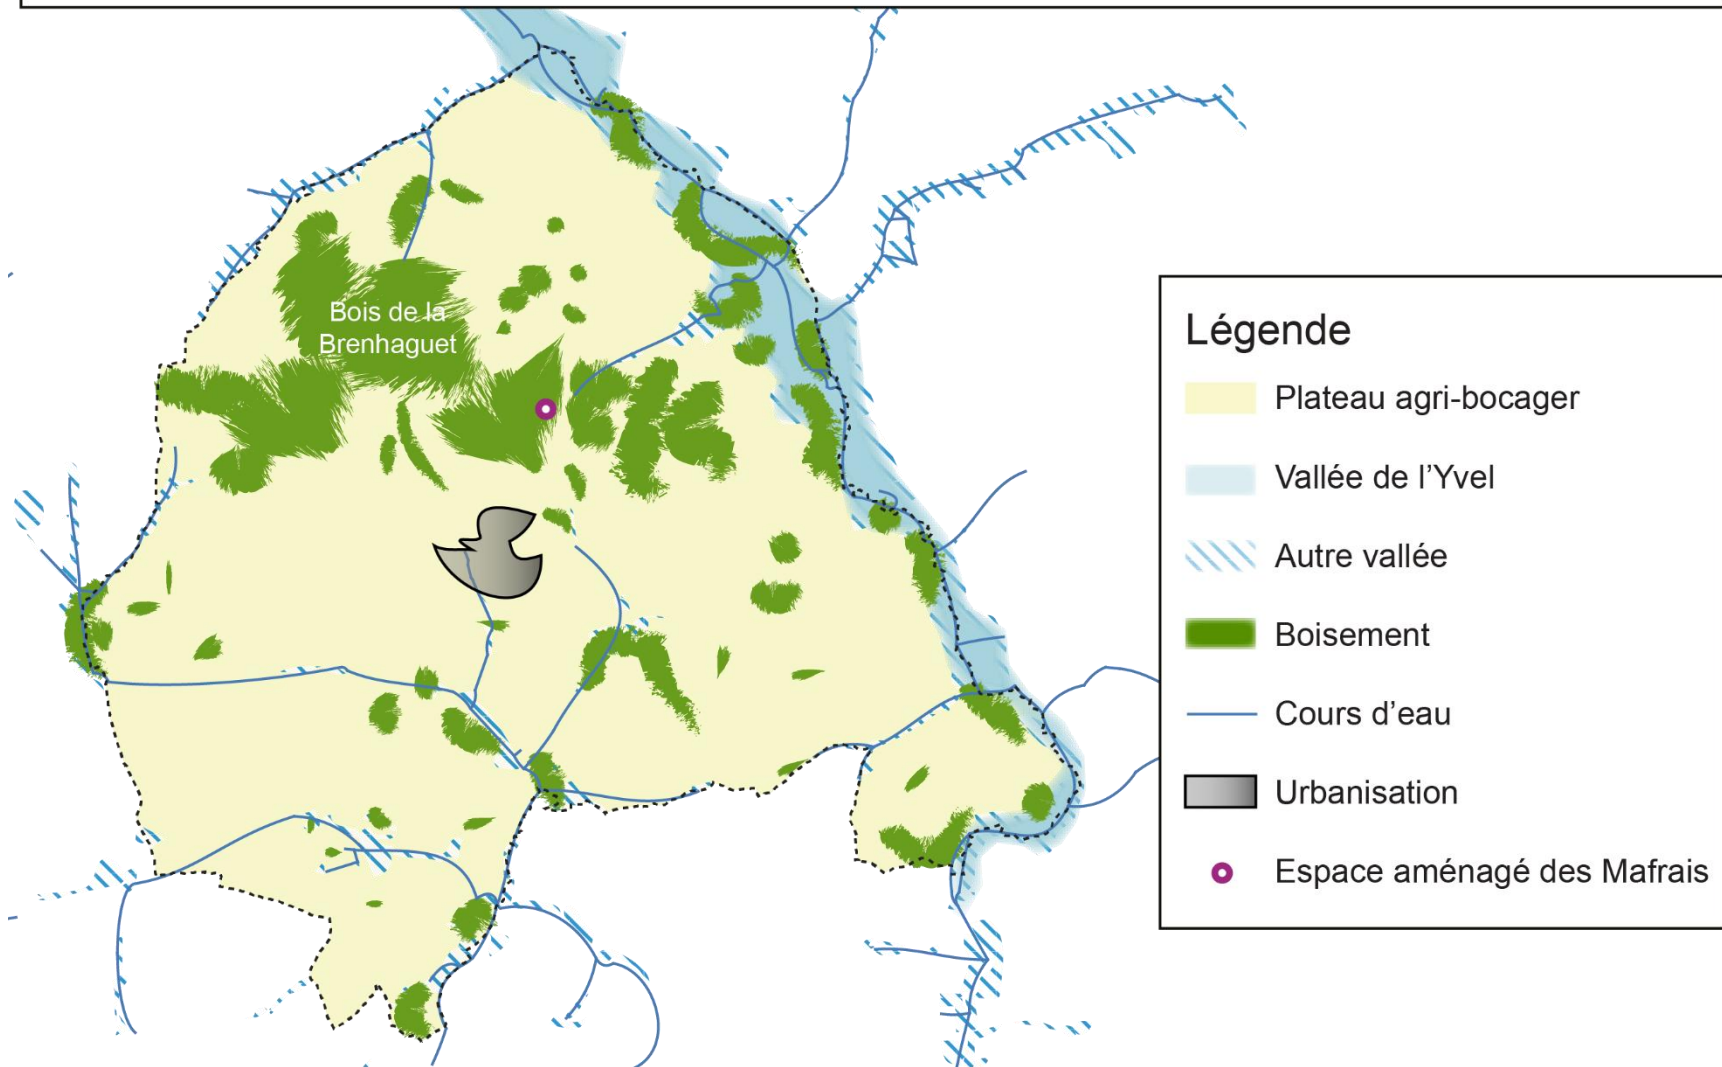 Bois de la
Brenhaguet
Légende
Plateau agri-bocager
Vallée de l'Yvel
Autre vallée
Boisement
Cours d'eau
Urbanisation
Espace aménagé des Mafrais